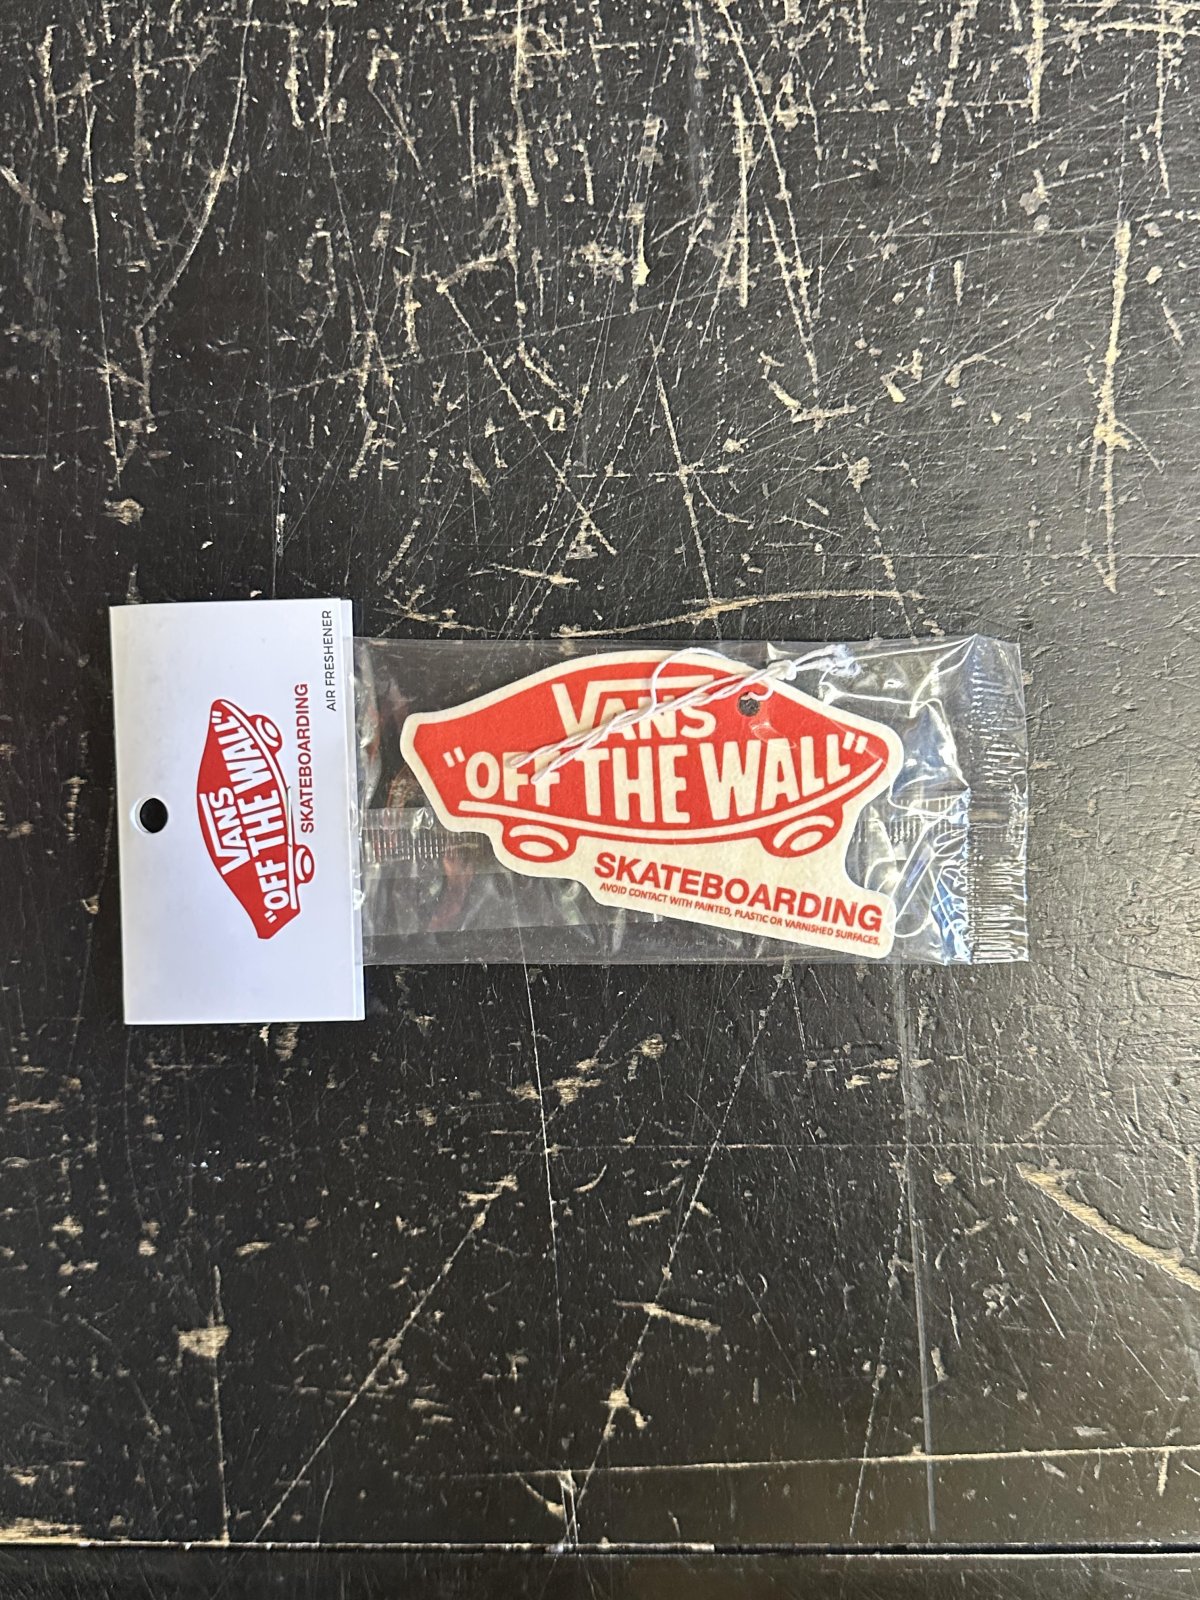 VANS
"OFF THE WALL"
SKATEBOARDING
AIR FRESHENER
VANS
"OFF THE WALL"
SKATEBOARDING
AVOID CONTACT WITH PAINTED, PLASTIC OR VARNISHED SURFACES.